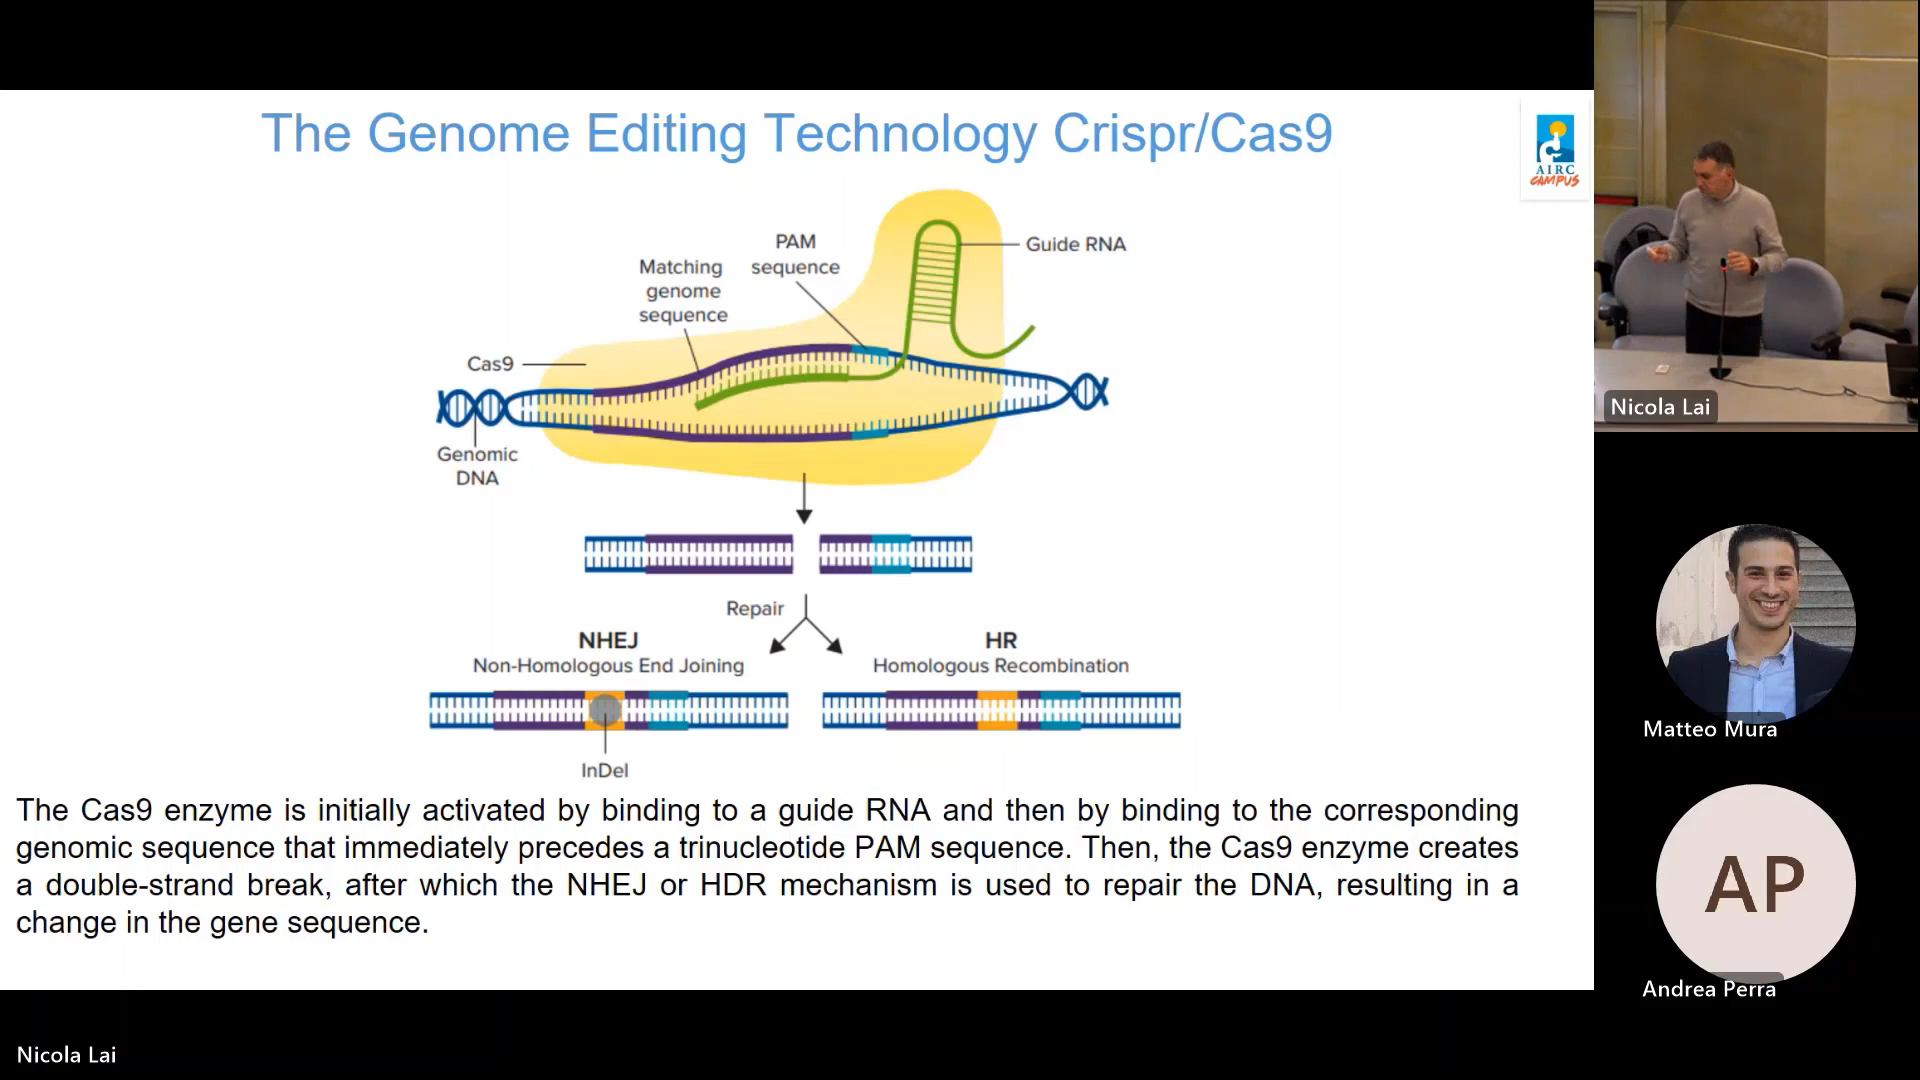 The Genome Editing Technology Crispr/Cas9
AIRC
CAMPUS
PAM
sequence
Guide RNA
Matching
genome
sequence
Cas9
Genomic
DNA
Repair
NHEJ
Non-Homologous End Joining
HR
Homologous Recombination
InDel
The Cas9 enzyme is initially activated by binding to a guide RNA and then by binding to the corresponding
genomic sequence that immediately precedes a trinucleotide PAM sequence. Then, the Cas9 enzyme creates
a double-strand break, after which the NHEJ or HDR mechanism is used to repair the DNA, resulting in a
change in the gene sequence.
Nicola Lai
Nicola Lai
Matteo Mura
AP
Andrea Perra